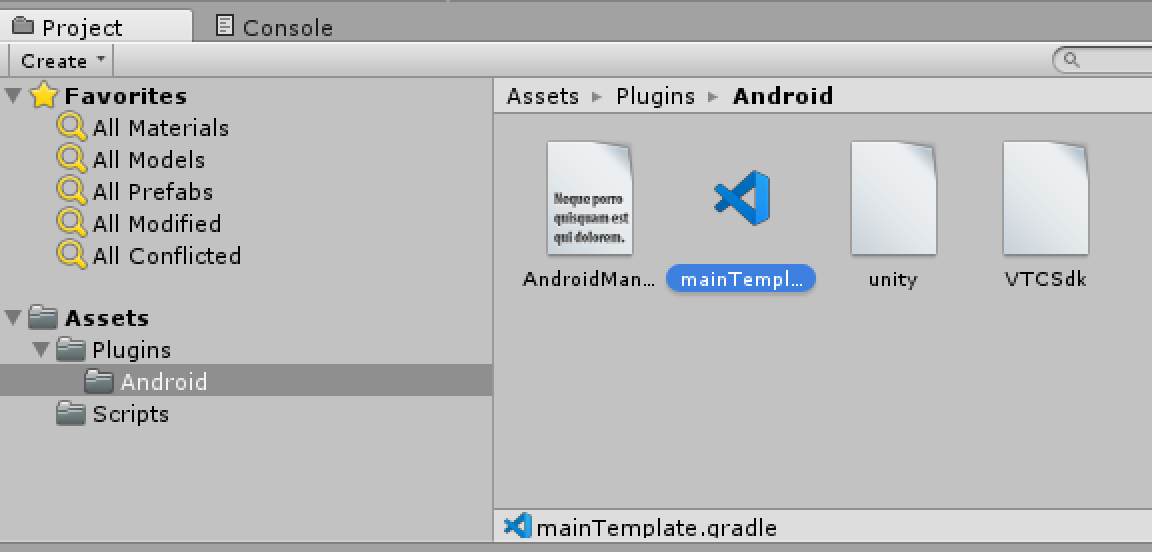 Project
Console
Create
Favorites
All Materials
All Models
All Prefabs
All Modified
All Conflicted
Assets
Plugins
Android
Scripts
Assets ▸ Plugins ▸ Android
Neque porro
quisquam est
qui dolorem.
AndroidMan...
mainTempl...
unity
VTCSdk
mainTemplate.gradle